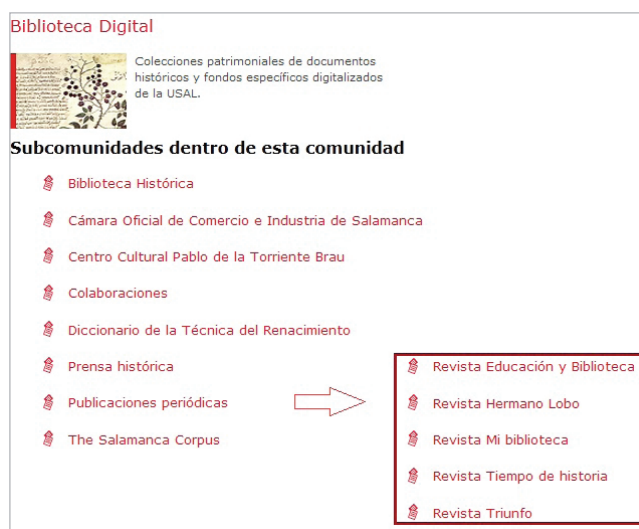 Biblioteca Digital
Colecciones patrimoniales de documentos
históricos y fondos específicos digitalizados
de la USAL.
Subcomunidades dentro de esta comunidad
Biblioteca Histórica
Cámara Oficial de Comercio e Industria de Salamanca
Centro Cultural Pablo de la Torriente Brau
Colaboraciones
Diccionario de la Técnica del Renacimiento
Prensa histórica
Publicaciones periódicas
The Salamanca Corpus
Revista Educación y Biblioteca
Revista Hermano Lobo
Revista Mi biblioteca
Revista Tiempo de historia
Revista Triunfo